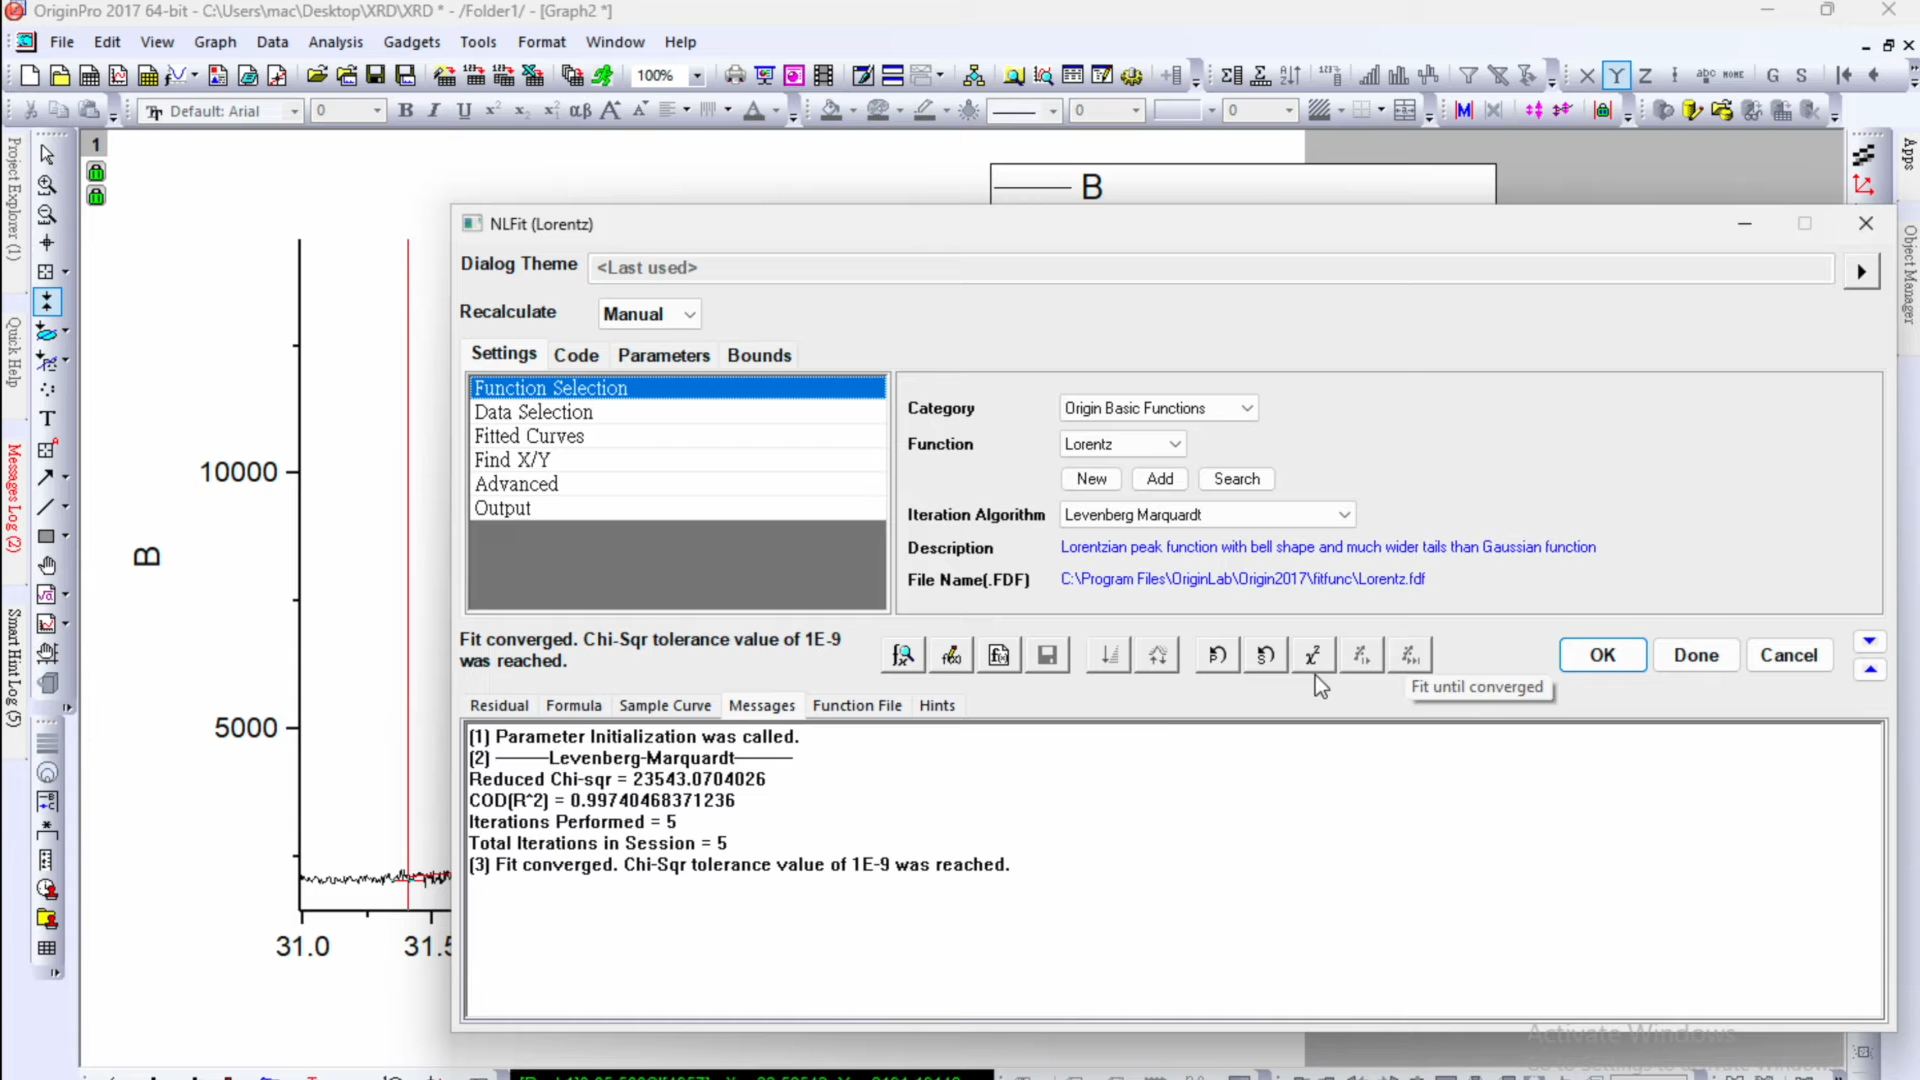 OriginPro 2017 64-bit - C:\Users\mac\Desktop\XRD\XRD * - /Folder1/ - [Graph2 *]
File Edit View Graph Data Analysis Gadgets Tools Format Window Help
100%
Default: Arial 0 0 0
Project Explorer (1)
Quick Help
Messages Log (2)
Smart Hint Log (5)
Apps
Object Manager
1
B
NLFit (Lorentz)
Dialog Theme <Last used>
Recalculate Manual
Settings Code Parameters Bounds
Function Selection
Data Selection
Fitted Curves
Find X/Y
Advanced
Output
Category Origin Basic Functions
Function Lorentz
New Add Search
Iteration Algorithm Levenberg Marquardt
Description Lorentzian peak function with bell shape and much wider tails than Gaussian function
File Name(.FDF) C:\Program Files\OriginLab\Origin2017\fitfunc\Lorentz.fdf
Fit converged. Chi-Sqr tolerance value of 1E-9
was reached.
OK Done Cancel
Fit until converged
Residual Formula Sample Curve Messages Function File Hints
(1) Parameter Initialization was called.
(2) ———Levenberg-Marquardt———
Reduced Chi-sqr = 23543.0704026
COD(R^2) = 0.99740468371236
Iterations Performed = 5
Total Iterations in Session = 5
(3) Fit converged. Chi-Sqr tolerance value of 1E-9 was reached.
10000
B
5000
31.0 31.5
Activate Windows